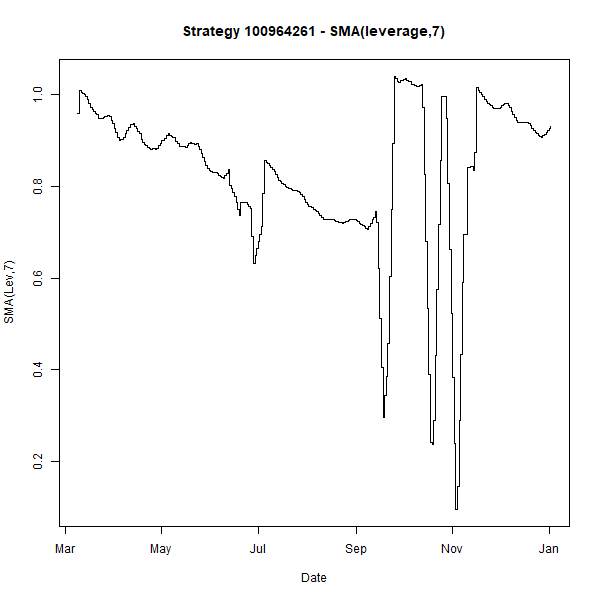 Strategy 100964261 - SMA(leverage,7)
SMA(Lev,7)
1.0
0.8
0.6
0.4
0.2
Mar May Jul Sep Nov Jan
Date